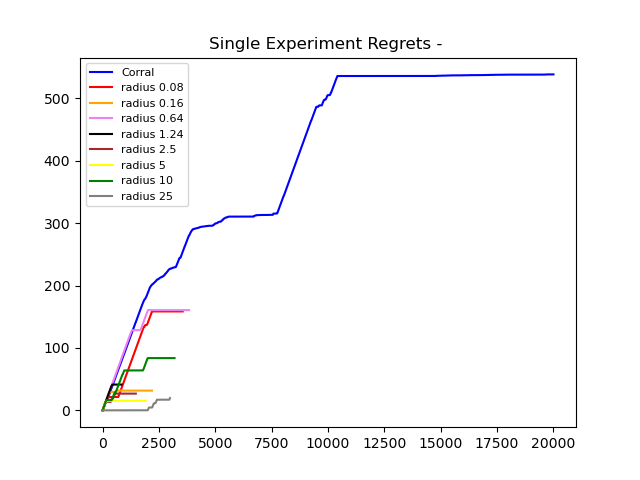 Single Experiment Regrets -
Corral
radius 0.08
radius 0.16
radius 0.64
radius 1.24
radius 2.5
radius 5
radius 10
radius 25
500
400
300
200
100
0
0 2500 5000 7500 10000 12500 15000 17500 20000